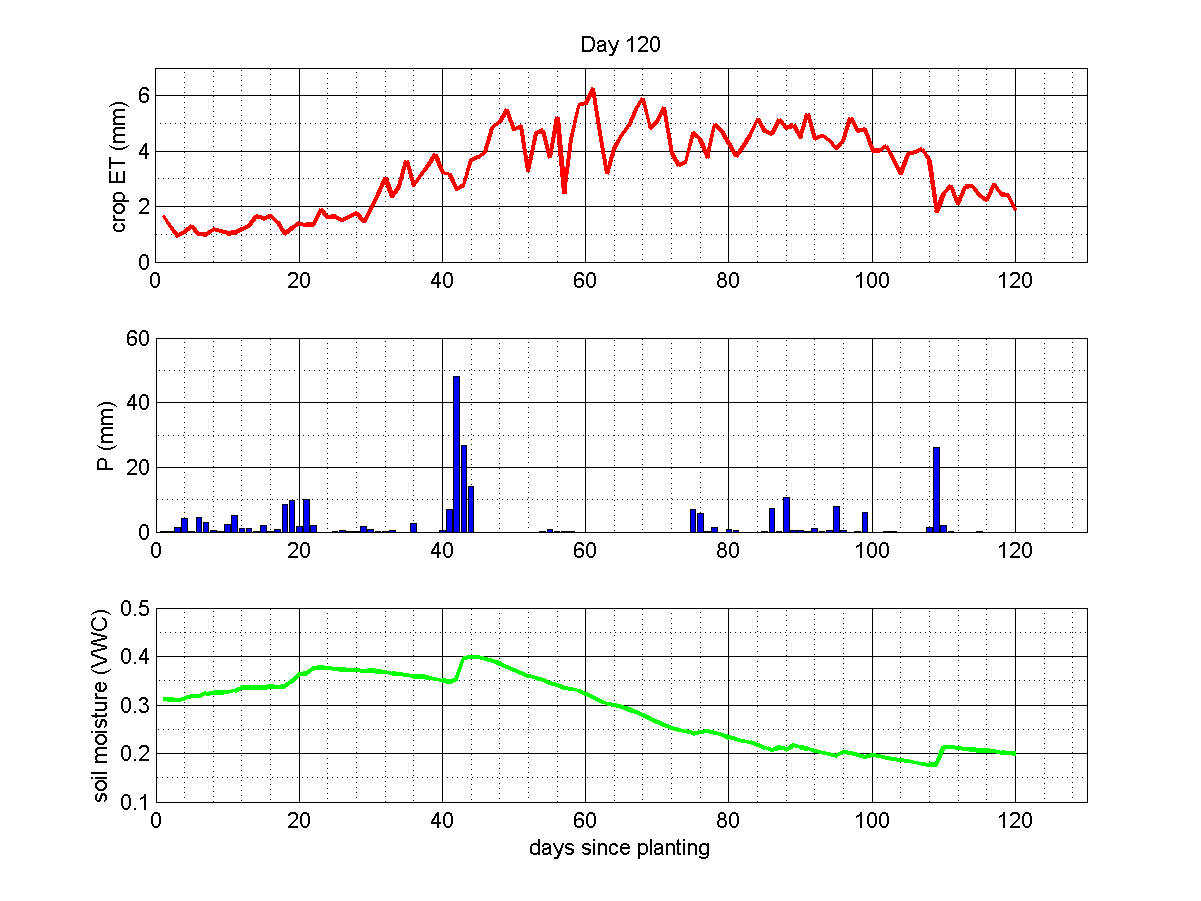 Day 120
crop ET (mm)
6
4
2
0
0 20 40 60 80 100 120
P (mm)
60
40
20
0
0 20 40 60 80 100 120
soil moisture (VWC)
0.5
0.4
0.3
0.2
0.1
0 20 40 60 80 100 120
days since planting